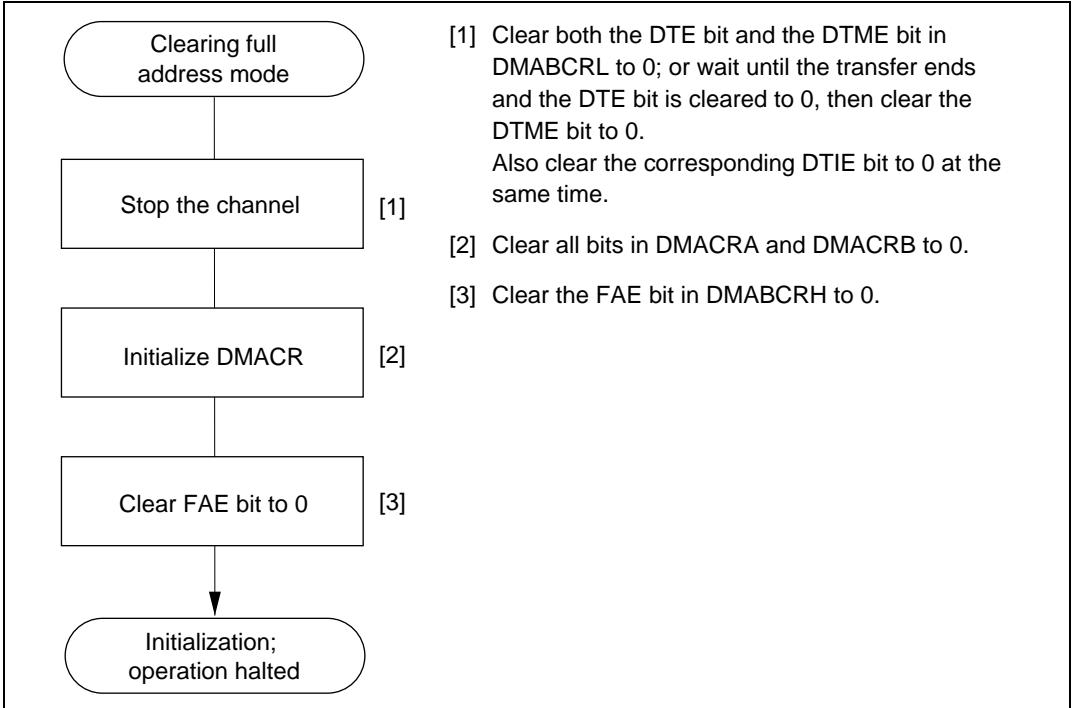 Clearing full
address mode
Stop the channel
[1]
Initialize DMACR
[2]
Clear FAE bit to 0
[3]
Initialization;
operation halted
[1] Clear both the DTE bit and the DTME bit in
DMABCRL to 0; or wait until the transfer ends
and the DTE bit is cleared to 0, then clear the
DTME bit to 0.
Also clear the corresponding DTIE bit to 0 at the
same time.
[2] Clear all bits in DMACRA and DMACRB to 0.
[3] Clear the FAE bit in DMABCRH to 0.